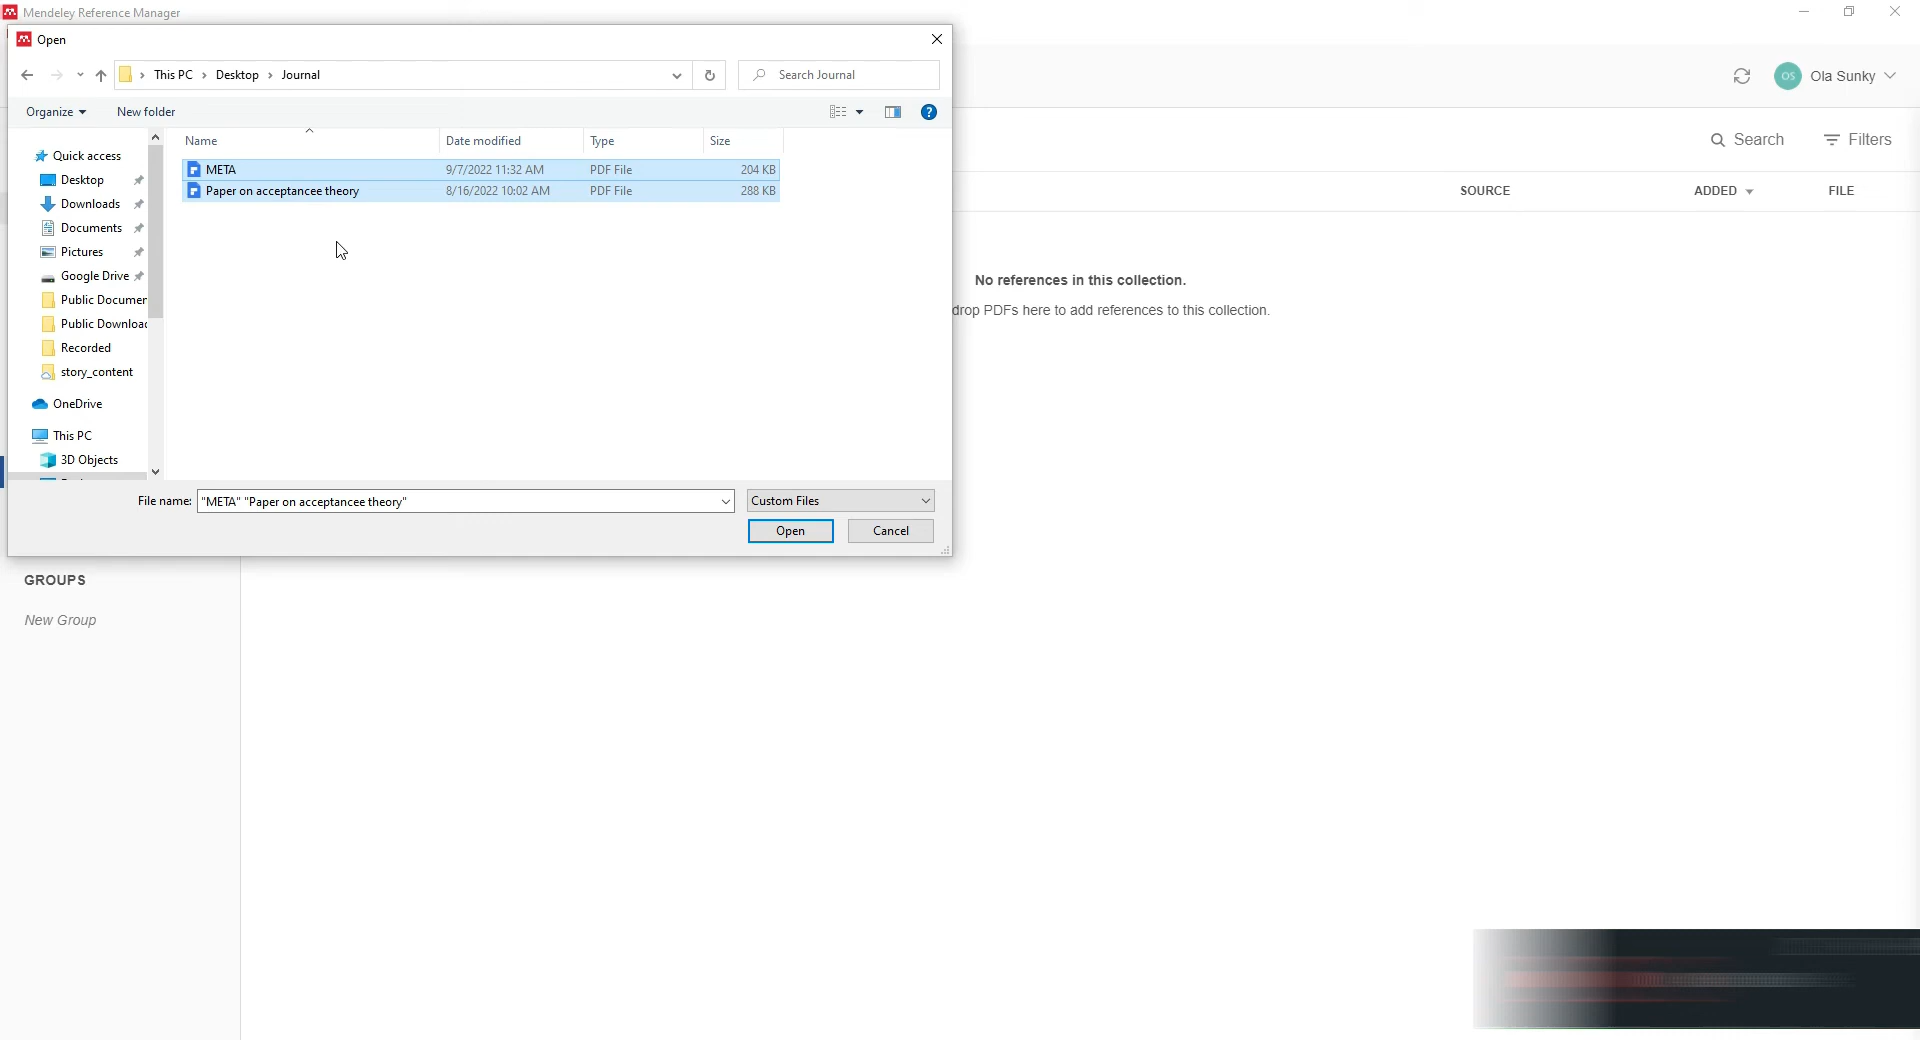 Mendeley Reference Manager
Open
This PC > Desktop > Journal
Search Journal
OS Ola Sunky
Organize
New folder
Search
Filters
Name
Date modified
Type
Size
Quick access
META 9/7/2022 11:32 AM PDF File 204 KB
Paper on acceptancee theory 8/16/2022 10:02 AM PDF File 288 KB
SOURCE
ADDED
FILE
Desktop
Downloads
Documents
Pictures
Google Drive
Public Documen
Public Downloa
Recorded
story_content
OneDrive
This PC
3D Objects
No references in this collection.
drop PDFs here to add references to this collection.
File name: "META" "Paper on acceptancee theory"
Custom Files
Open
Cancel
GROUPS
New Group